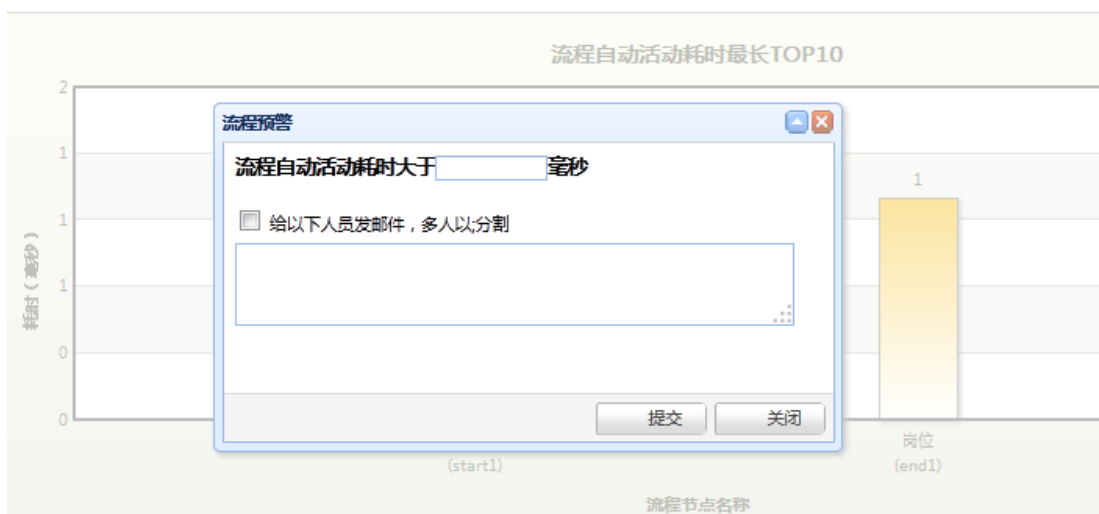 流程自动活动耗时最长TOP10
2
1
1
1
0
0
耗时（毫秒）
流程预警
流程自动活动耗时大于 毫秒
给以下人员发邮件，多人以;分割
提交 关闭
1
(start1)
岗位
(end1)
流程节点名称